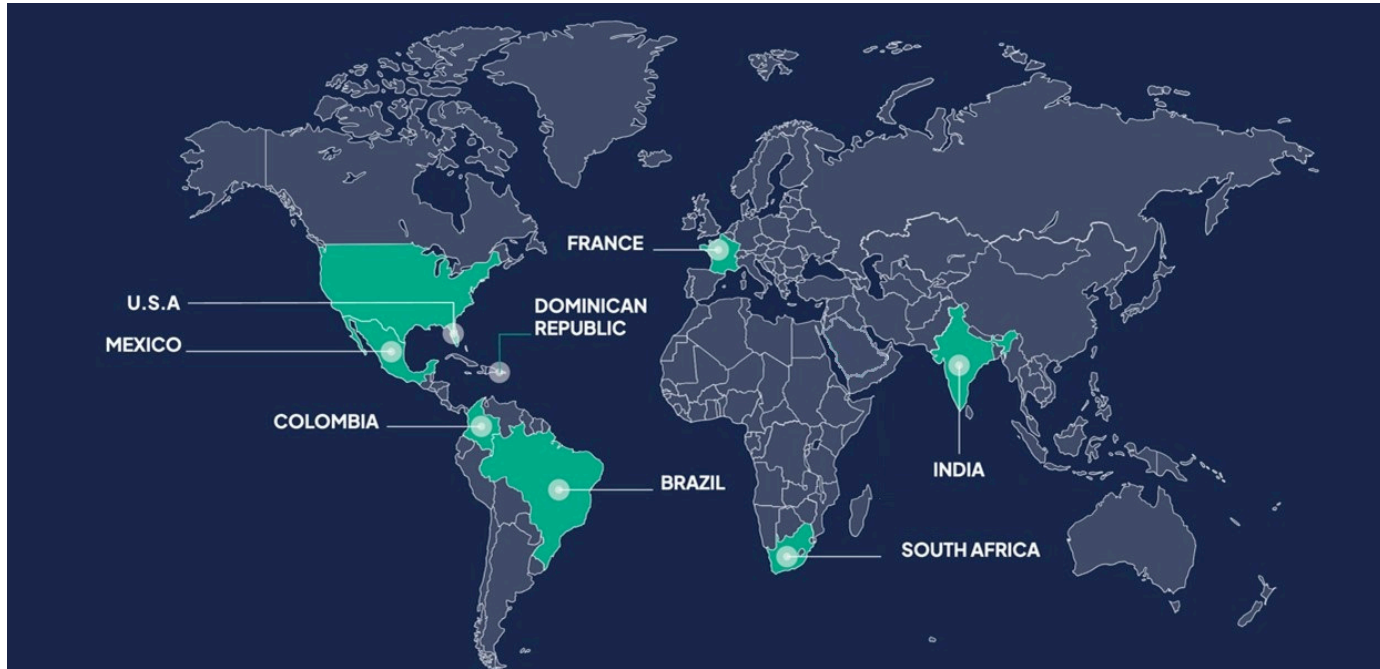 FRANCE
U.S.A
DOMINICAN
REPUBLIC
MEXICO
COLOMBIA
INDIA
BRAZIL
SOUTH AFRICA